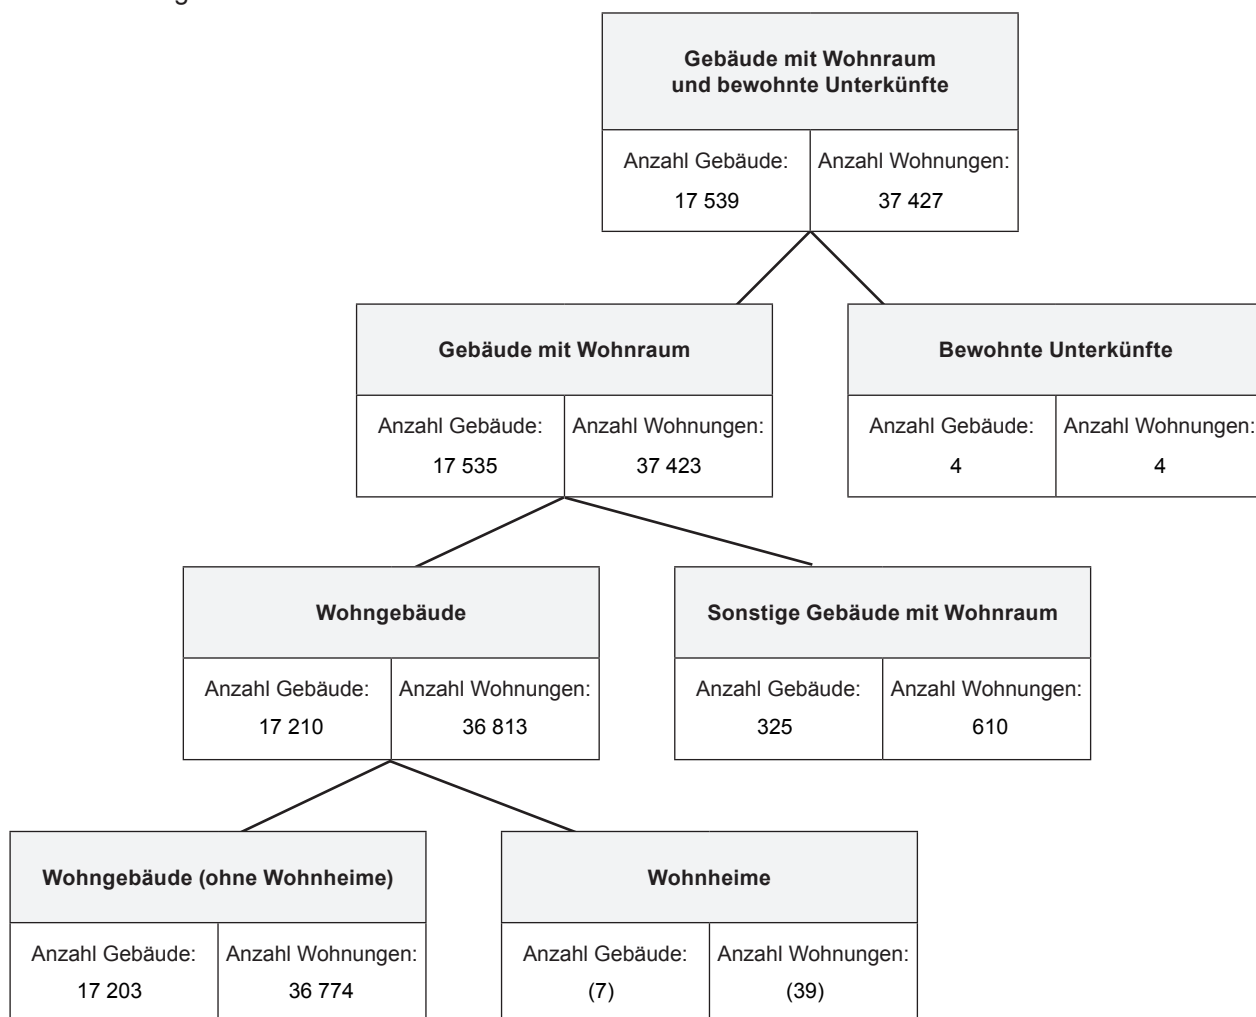 Gebäude mit Wohnraum
und bewohnte Unterkünfte
Anzahl Gebäude: Anzahl Wohnungen:
17 539 37 427
Gebäude mit Wohnraum
Anzahl Gebäude: Anzahl Wohnungen:
17 535 37 423
Bewohnte Unterkünfte
Anzahl Gebäude: Anzahl Wohnungen:
4 4
Wohngebäude
Anzahl Gebäude: Anzahl Wohnungen:
17 210 36 813
Sonstige Gebäude mit Wohnraum
Anzahl Gebäude: Anzahl Wohnungen:
325 610
Wohngebäude (ohne Wohnheime)
Anzahl Gebäude: Anzahl Wohnungen:
17 203 36 774
Wohnheime
Anzahl Gebäude: Anzahl Wohnungen:
(7) (39)